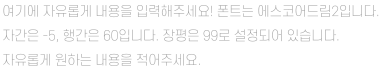 여기에 자유롭게 내용을 입력해주세요! 폰트는 에스코어드림2입니다.
자간은 -5, 행간은 60입니다. 장평은 99로 설정되어 있습니다.
자유롭게 원하는 내용을 적어주세요.